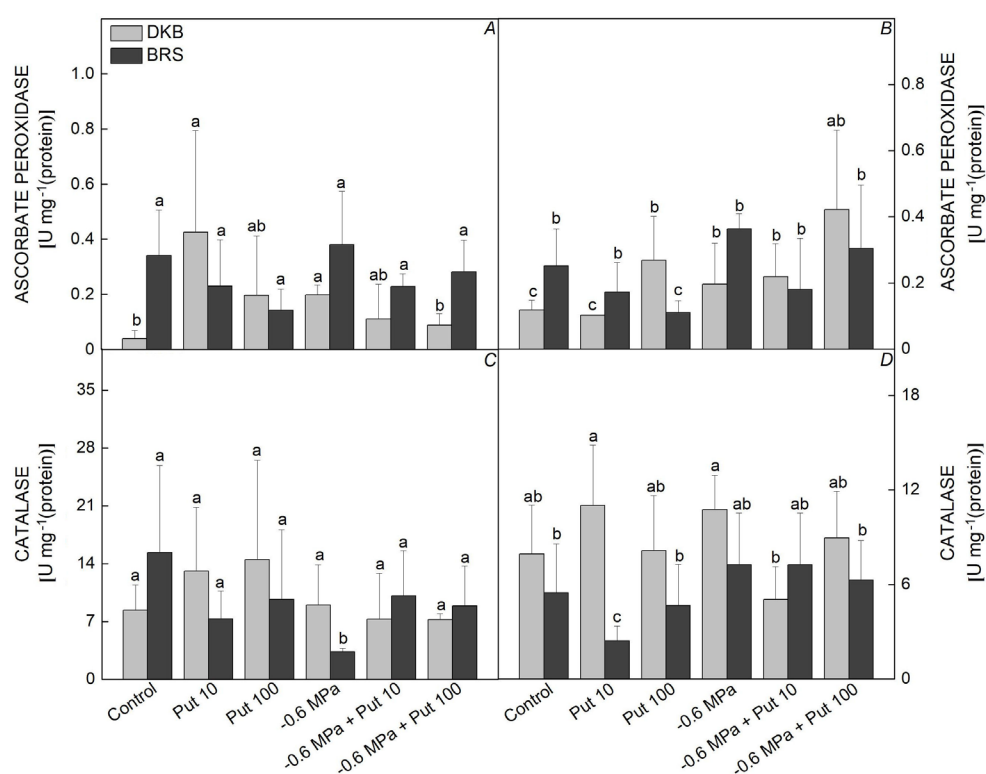 A
DKB
BRS
ASCORBATE PEROXIDASE
[U mg⁻¹(protein)]
1.0
0.8
0.6
0.4
0.2
0
b
a
a
a
ab
a
a
a
ab
a
b
a
B
ASCORBATE PEROXIDASE
[U mg⁻¹(protein)]
0.8
0.6
0.4
0.2
0
c
b
c
b
b
c
b
b
b
b
ab
b
C
CATALASE
[U mg⁻¹(protein)]
35
28
21
14
7
0
a
a
a
a
a
a
a
b
a
a
a
a
D
CATALASE
[U mg⁻¹(protein)]
18
12
6
0
ab
b
a
c
ab
b
a
ab
b
ab
ab
b
Control
Put 10
Put 100
-0.6 MPa
-0.6 MPa + Put 10
-0.6 MPa + Put 100
Control
Put 10
Put 100
-0.6 MPa
-0.6 MPa + Put 10
-0.6 MPa + Put 100